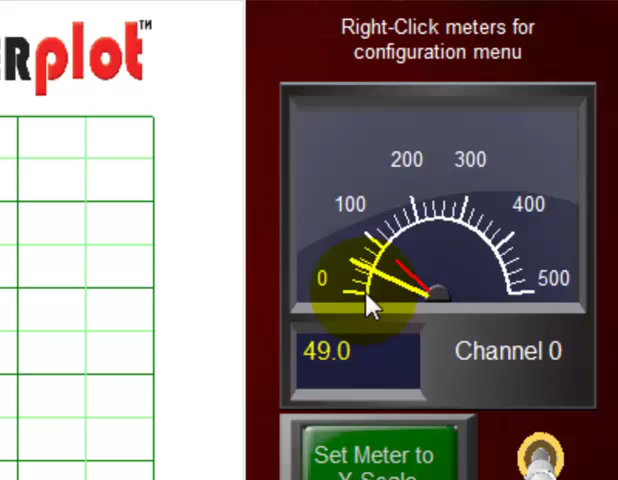 Rplot™
Right-Click meters for
configuration menu
200 300
100 400
0 500
49.0 Channel 0
Set Meter to
Y-Scale